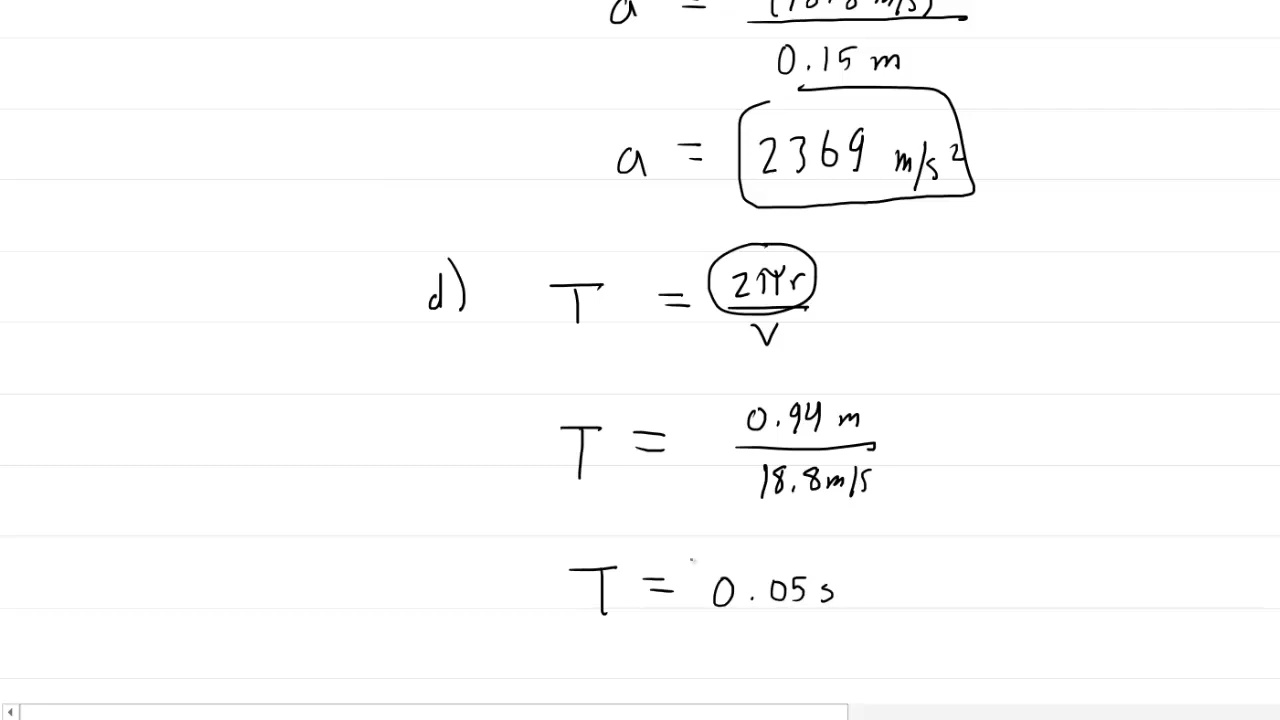 a =
0.15 m
a = 2369 m/s²
d) T = 2πr
v
T = 0.94 m
18.8 m/s
T = 0.05 s